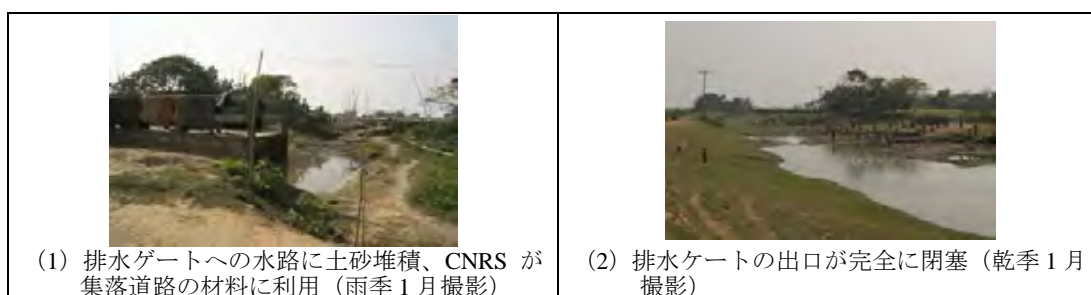 (1) 排水ゲートへの水路に土砂堆積、CNRS が
集落道路の材料に利用（雨季 1 月撮影）
(2) 排水ケートの出口が完全に閉塞（乾季 1 月
撮影）